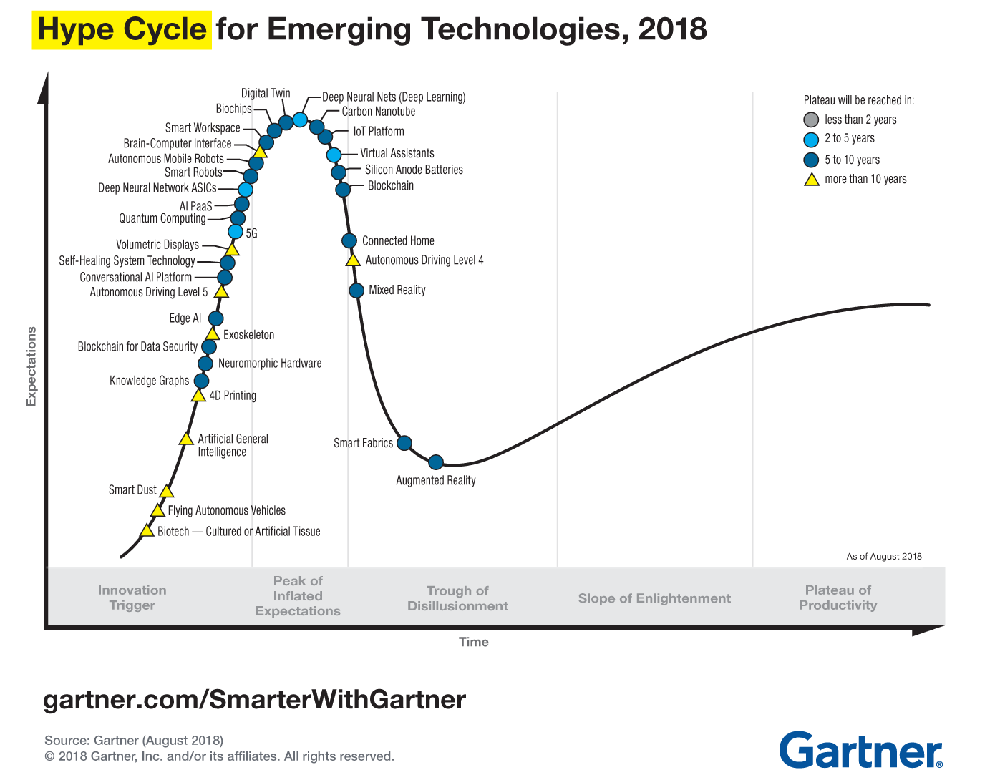 Hype Cycle for Emerging Technologies, 2018
Plateau will be reached in:
less than 2 years
2 to 5 years
5 to 10 years
more than 10 years
Expectations
Digital Twin
Biochips
Smart Workspace
Brain-Computer Interface
Autonomous Mobile Robots
Smart Robots
Deep Neural Network ASICs
AI PaaS
Quantum Computing
5G
Volumetric Displays
Self-Healing System Technology
Conversational AI Platform
Autonomous Driving Level 5
Edge AI
Exoskeleton
Blockchain for Data Security
Neuromorphic Hardware
Knowledge Graphs
4D Printing
Artificial General
Intelligence
Smart Dust
Flying Autonomous Vehicles
Biotech — Cultured or Artificial Tissue
Deep Neural Nets (Deep Learning)
Carbon Nanotube
IoT Platform
Virtual Assistants
Silicon Anode Batteries
Blockchain
Connected Home
Autonomous Driving Level 4
Mixed Reality
Smart Fabrics
Augmented Reality
As of August 2018
Innovation
Trigger
Peak of
Inflated
Expectations
Trough of
Disillusionment
Slope of Enlightenment
Plateau of
Productivity
Time
gartner.com/SmarterWithGartner
Source: Gartner (August 2018)
© 2018 Gartner, Inc. and/or its affiliates. All rights reserved.
Gartner®